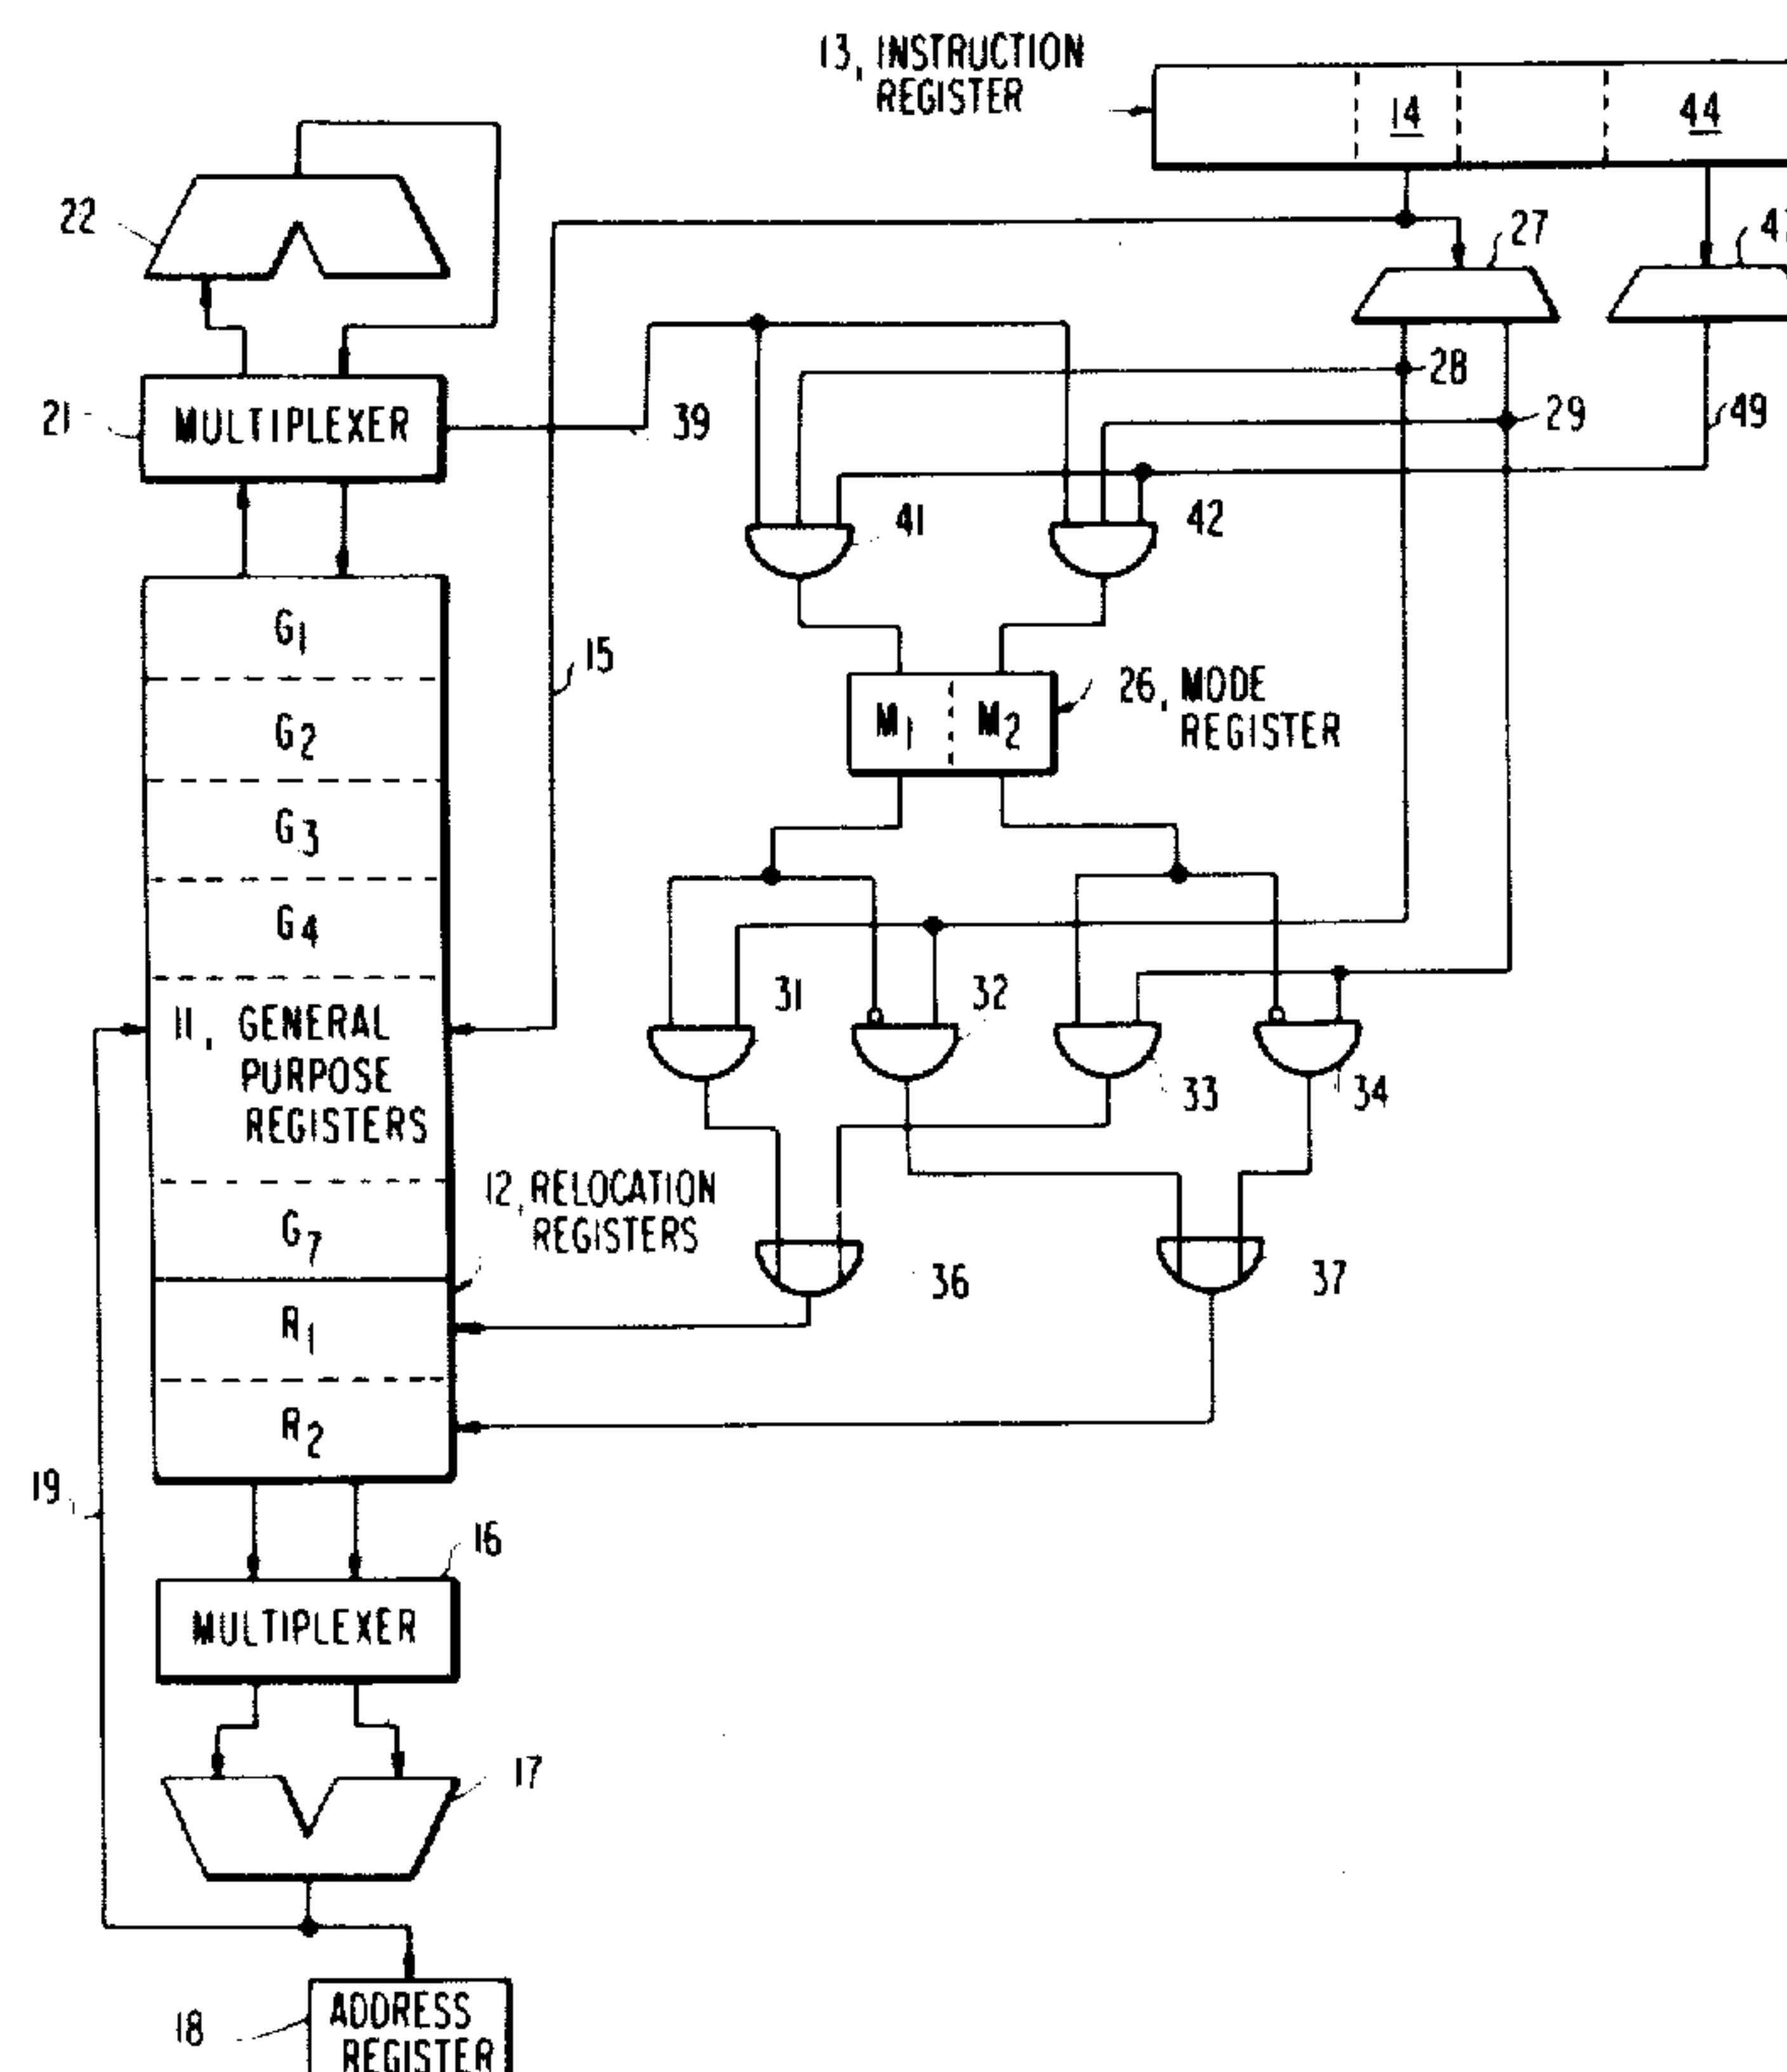 13, INSTRUCTION
REGISTER
14
44
22
27
28
21
MULTIPLEXER
39
29
49
41
42
G1
15
26, MODE
REGISTER
G2
M1
M2
G3
G4
31
32
11, GENERAL
PURPOSE
REGISTERS
33
34
12, RELOCATION
REGISTERS
G7
36
37
R1
R2
19
16
MULTIPLEXER
17
18
ADDRESS
REGISTER